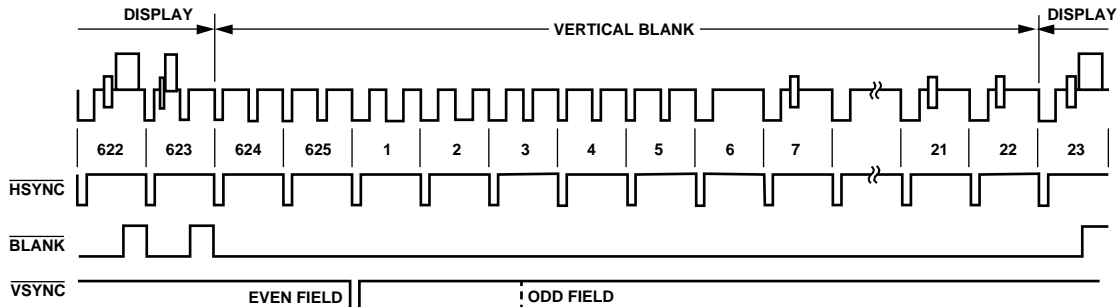 DISPLAY
VERTICAL BLANK
DISPLAY
622 623 624 625 1 2 3 4 5 6 7 21 22 23
HSYNC
BLANK
VSYNC
EVEN FIELD
ODD FIELD